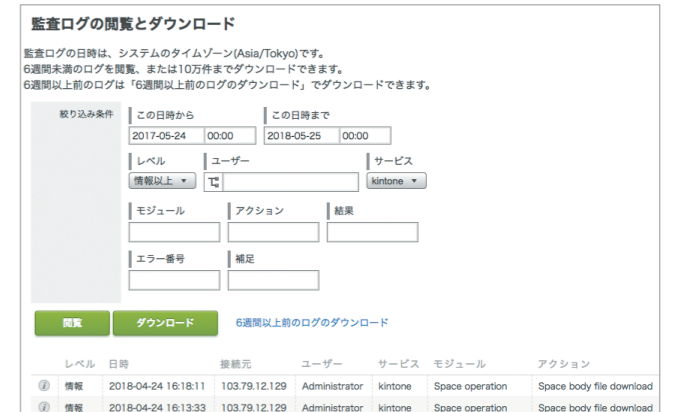 監査ログの閲覧とダウンロード
監査ログの日時は、システムのタイムゾーン(Asia/Tokyo)です。
6週間未満のログを閲覧、または10万件までダウンロードできます。
6週間以上前のログは「6週間以上前のログのダウンロード」でダウンロードできます。
絞り込み条件 この日時から この日時まで
2017-05-24 00:00 2018-05-25 00:00
レベル ユーザー サービス
情報以上 kintone
モジュール アクション 結果
エラー番号 補足
閲覧 ダウンロード 6週間以上前のログのダウンロード
レベル 日時 接続元 ユーザー サービス モジュール アクション
情報 2018-04-24 16:18:11 103.79.12.129 Administrator kintone Space operation Space body file download
情報 2018-04-24 16:13:33 103.79.12.129 Administrator kintone Space operation Space body file download